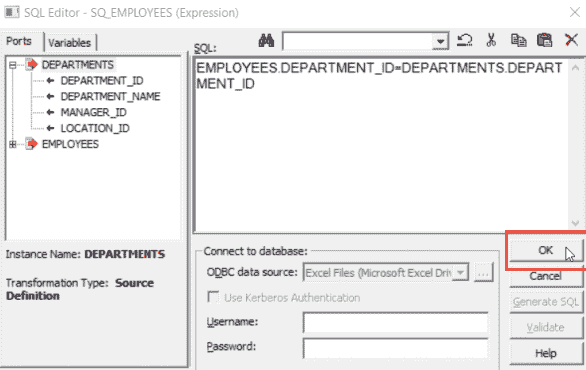 SQL Editor - SQ_EMPLOYEES (Expression)
Ports
Variables
DEPARTMENTS
DEPARTMENT_ID
DEPARTMENT_NAME
MANAGER_ID
LOCATION_ID
EMPLOYEES
Instance Name: DEPARTMENTS
Transformation Type: Source
Definition
SQL:
EMPLOYEES.DEPARTMENT_ID=DEPARTMENTS.DEPART
MENT_ID
Connect to database:
ODBC data source: Excel Files (Microsoft Excel Driv ...
Use Kerberos Authentication
Username:
Password:
OK
Cancel
Generate SQL
Validate
Help